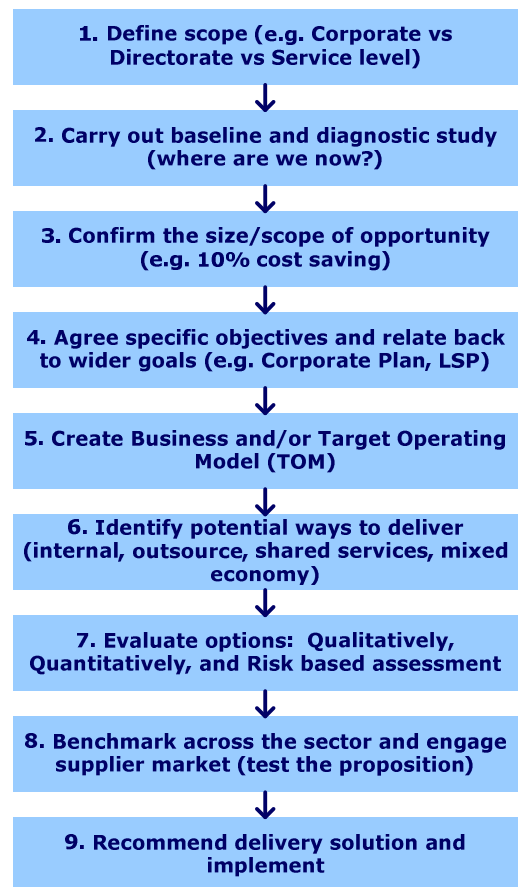 1. Define scope (e.g. Corporate vs
Directorate vs Service level)
2. Carry out baseline and diagnostic study
(where are we now?)
3. Confirm the size/scope of opportunity
(e.g. 10% cost saving)
4. Agree specific objectives and relate back
to wider goals (e.g. Corporate Plan, LSP)
5. Create Business and/or Target Operating
Model (TOM)
6. Identify potential ways to deliver
(internal, outsource, shared services, mixed
economy)
7. Evaluate options:  Qualitatively,
Quantitatively, and Risk based assessment
8. Benchmark across the sector and engage
supplier market (test the proposition)
9. Recommend delivery solution and
implement